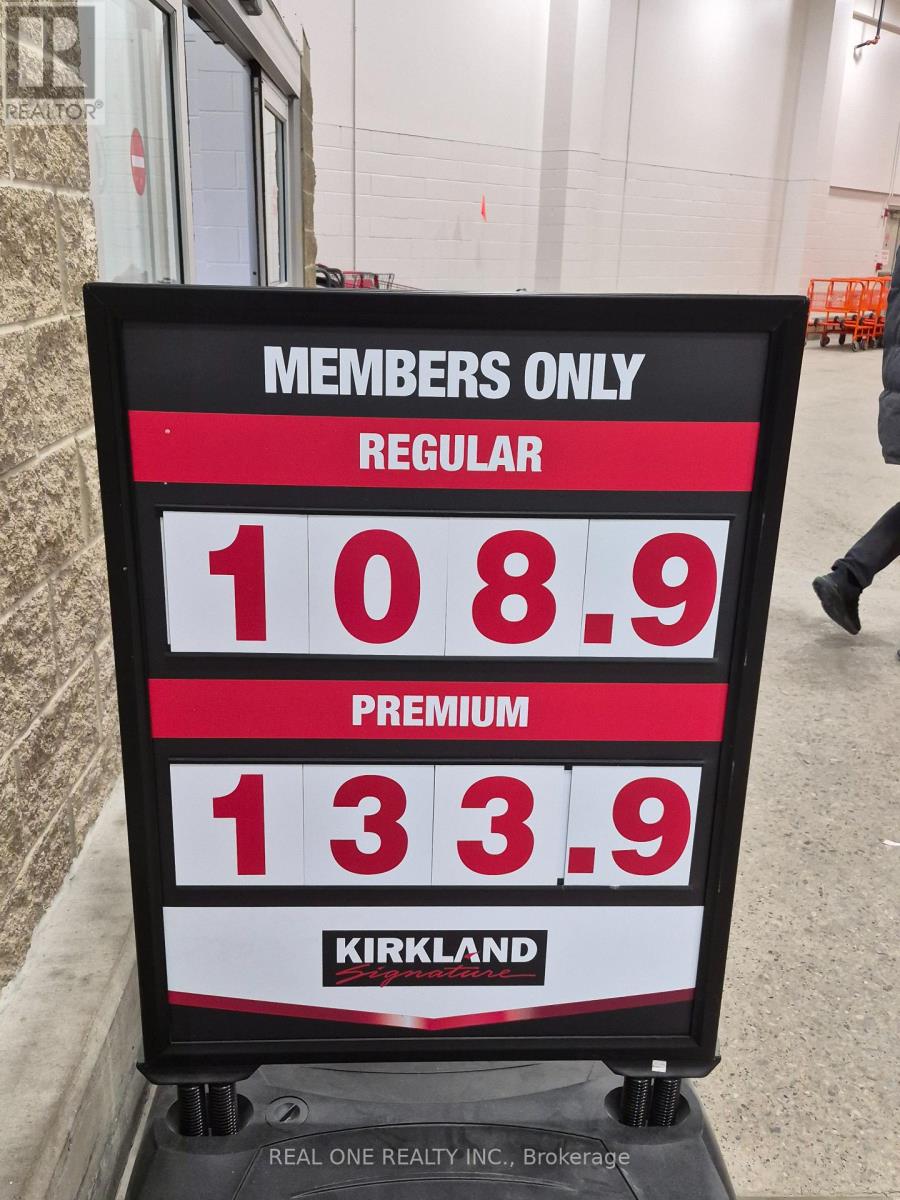 REALTOR®
MEMBERS ONLY
REGULAR
108.9
PREMIUM
133.9
KIRKLAND
Signature
REAL ONE REALTY INC., Brokerage